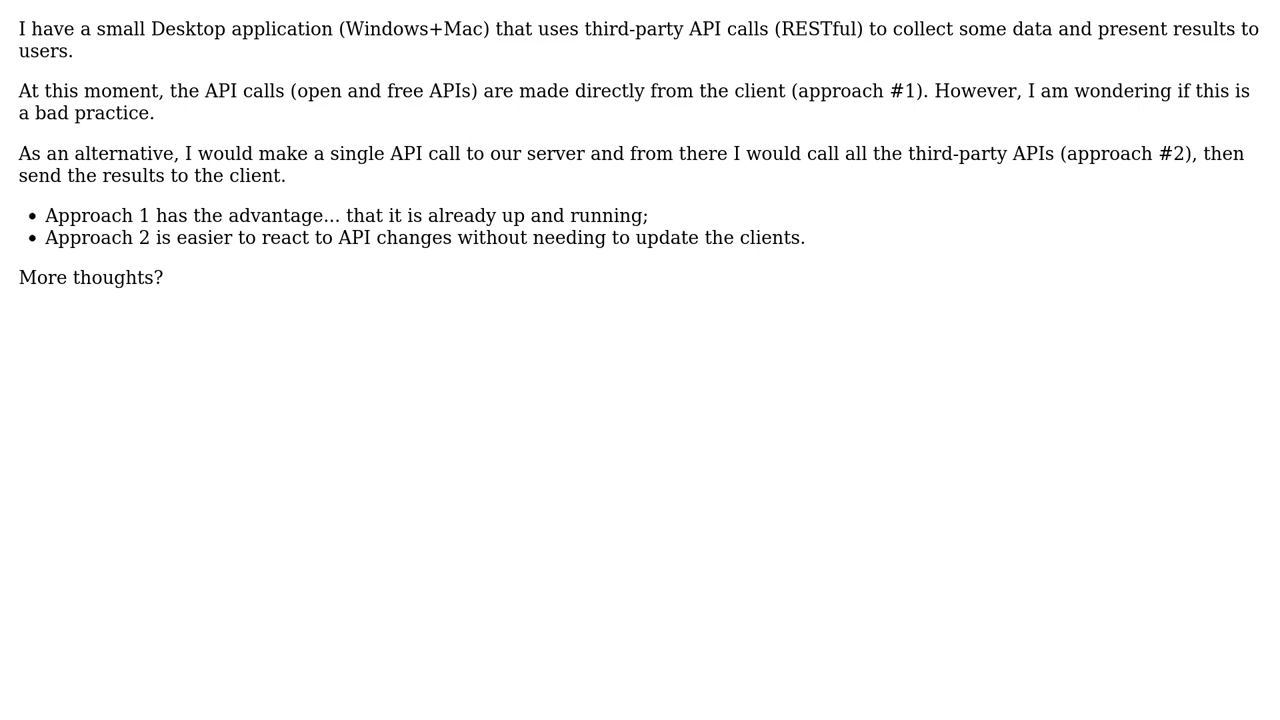 I have a small Desktop application (Windows+Mac) that uses third-party API calls (RESTful) to collect some data and present results to
users.
At this moment, the API calls (open and free APIs) are made directly from the client (approach #1). However, I am wondering if this is
a bad practice.
As an alternative, I would make a single API call to our server and from there I would call all the third-party APIs (approach #2), then
send the results to the client.
• Approach 1 has the advantage... that it is already up and running;
• Approach 2 is easier to react to API changes without needing to update the clients.
More thoughts?